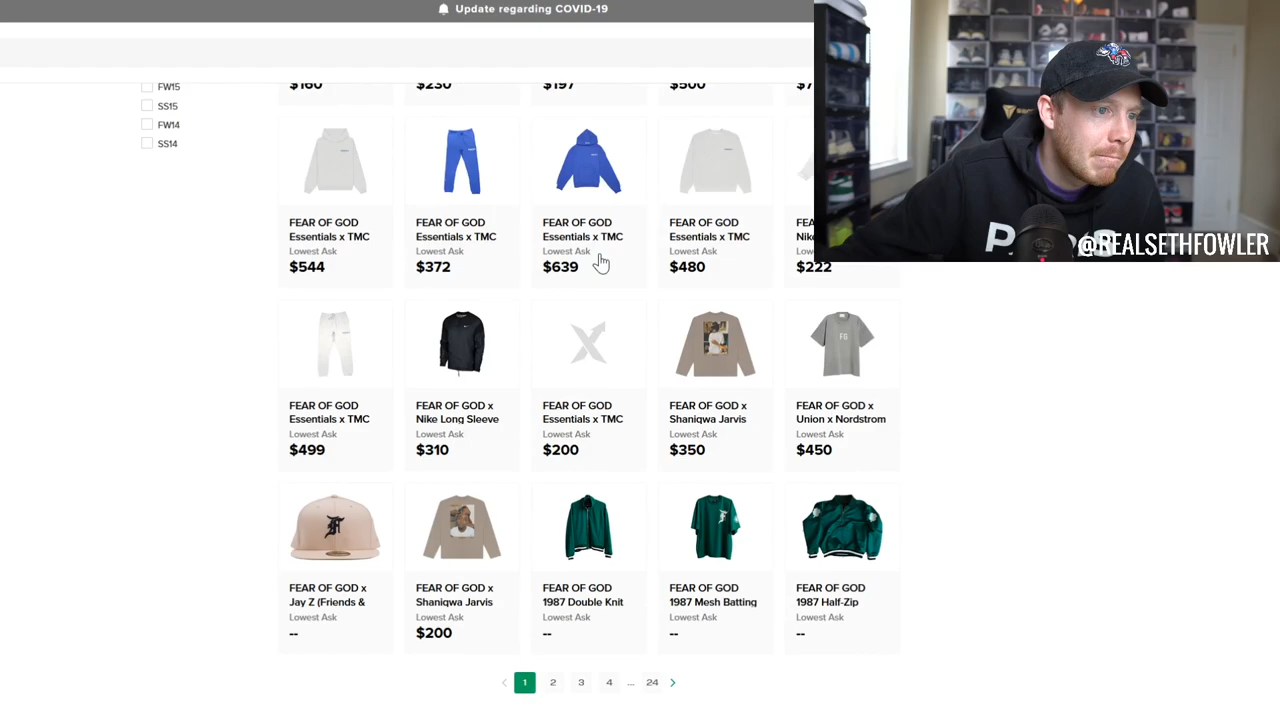 Update regarding COVID-19
FW15
SS15
FW14
SS14
$160
$230
$197
$500
FEAR OF GOD
Essentials x TMC
Lowest Ask
$544
FEAR OF GOD
Essentials x TMC
Lowest Ask
$372
FEAR OF GOD
Essentials x TMC
Lowest Ask
$639
FEAR OF GOD
Essentials x TMC
Lowest Ask
$480
$222
@REALSETHFOWLER
FEAR OF GOD
Essentials x TMC
Lowest Ask
$499
FEAR OF GOD x
Nike Long Sleeve
Lowest Ask
$310
FEAR OF GOD
Essentials x TMC
Lowest Ask
$200
FEAR OF GOD x
Shaniqwa Jarvis
Lowest Ask
$350
FG
FEAR OF GOD x
Union x Nordstrom
Lowest Ask
$450
FEAR OF GOD x
Jay Z (Friends &
Lowest Ask
--
FEAR OF GOD x
Shaniqwa Jarvis
Lowest Ask
$200
FEAR OF GOD
1987 Double Knit
Lowest Ask
--
FEAR OF GOD
1987 Mesh Batting
Lowest Ask
--
FEAR OF GOD
1987 Half-Zip
Lowest Ask
--
1 2 3 4 ... 24